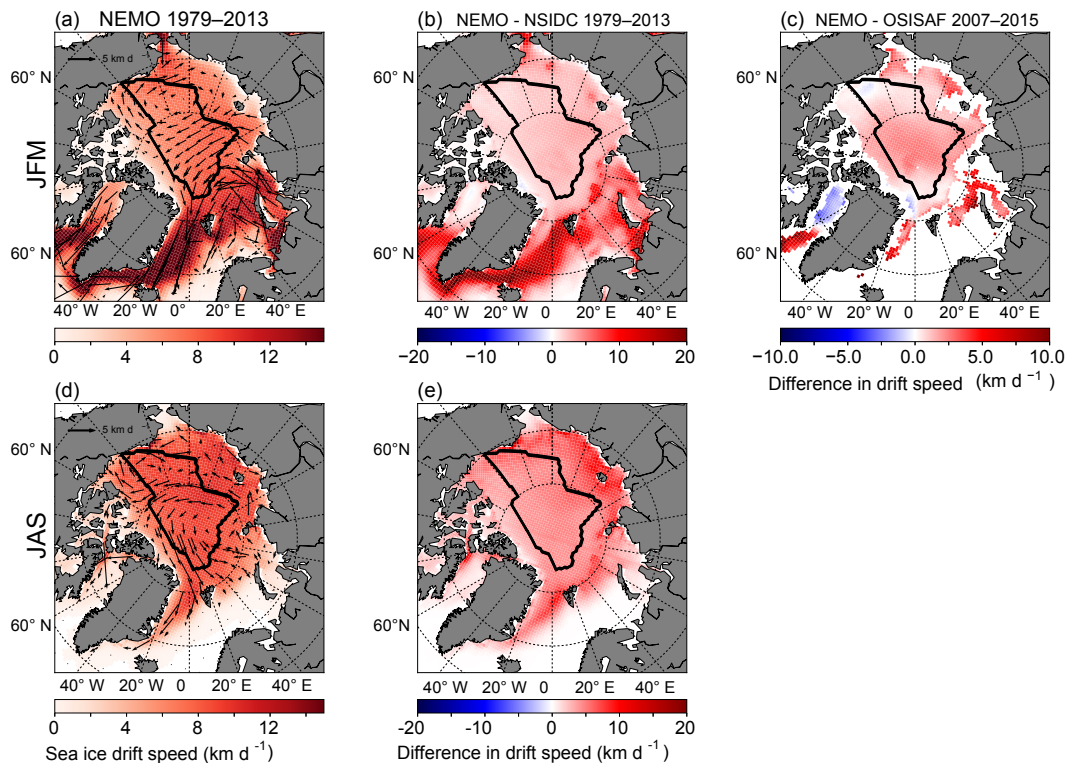 (a) NEMO 1979–2013
(b) NEMO - NSIDC 1979–2013
(c) NEMO - OSISAF 2007–2015
JFM
5 km d
60° N
60° N
60° N
60° N
60° N
60° N
40° W 20° W 0° 20° E 40° E
40° W 20° W 0° 20° E 40° E
40° W 20° W 0° 20° E 40° E
0 4 8 12
−20 −10 0 10 20
−10.0 −5.0 0.0 5.0 10.0
Difference in drift speed (km d⁻¹)
(d)
(e)
JAS
5 km d
60° N
60° N
60° N
60°N
40° W 20° W 0 20° E 40° E
40° W 20° W 0 20° E 40° E
0 4 8 12
-20 -10 0 10 20
Sea ice drift speed (km d⁻¹)
Difference in drift speed (km d⁻¹)